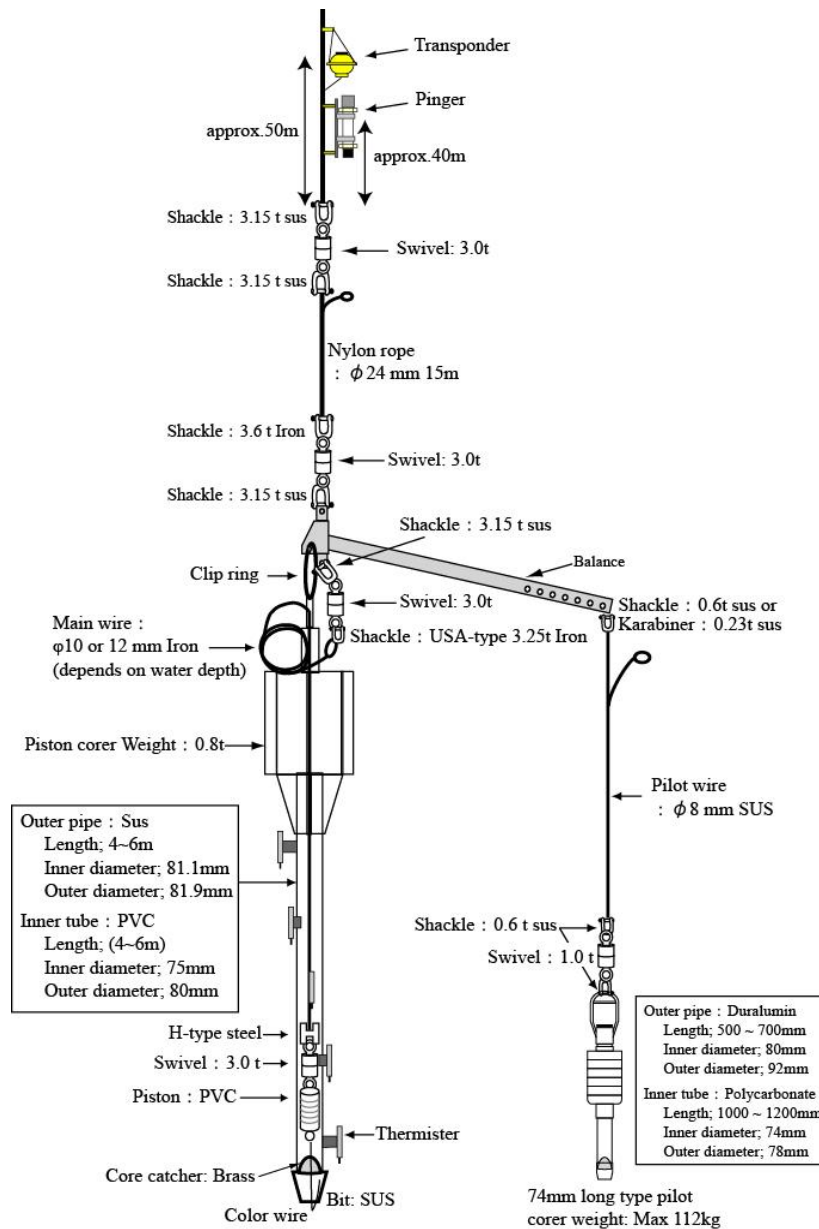 Transponder
Pinger
approx.50m
approx.40m
Shackle : 3.15 t sus
Swivel: 3.0t
Shackle : 3.15 t sus
Nylon rope
: ϕ24 mm 15m
Shackle : 3.6 t Iron
Swivel: 3.0t
Shackle : 3.15 t sus
Shackle : 3.15 t sus
Balance
Clip ring
Swivel: 3.0t
Shackle : 0.6t sus or
Karabiner : 0.23t sus
Main wire :
φ10 or 12 mm Iron
(depends on water depth)
Shackle : USA-type 3.25t Iron
Piston corer Weight : 0.8t
Pilot wire
: ϕ8 mm SUS
Outer pipe : Sus
Length; 4~6m
Inner diameter; 81.1mm
Outer diameter; 81.9mm
Inner tube : PVC
Length; (4~6m)
Inner diameter; 75mm
Outer diameter; 80mm
Shackle : 0.6 t sus
Swivel : 1.0 t
Outer pipe : Duralumin
Length; 500 ~ 700mm
Inner diameter; 80mm
Outer diameter; 92mm
Inner tube : Polycarbonate
Length; 1000 ~ 1200mm
Inner diameter; 74mm
Outer diameter; 78mm
H-type steel
Swivel : 3.0 t
Piston : PVC
Thermister
Core catcher: Brass
Bit: SUS
Color wire
74mm long type pilot
corer weight: Max 112kg